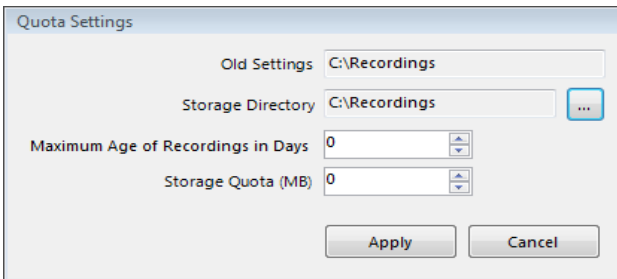 Quota Settings
Old Settings C:\Recordings
Storage Directory C:\Recordings ...
Maximum Age of Recordings in Days 0
Storage Quota (MB) 0
Apply Cancel